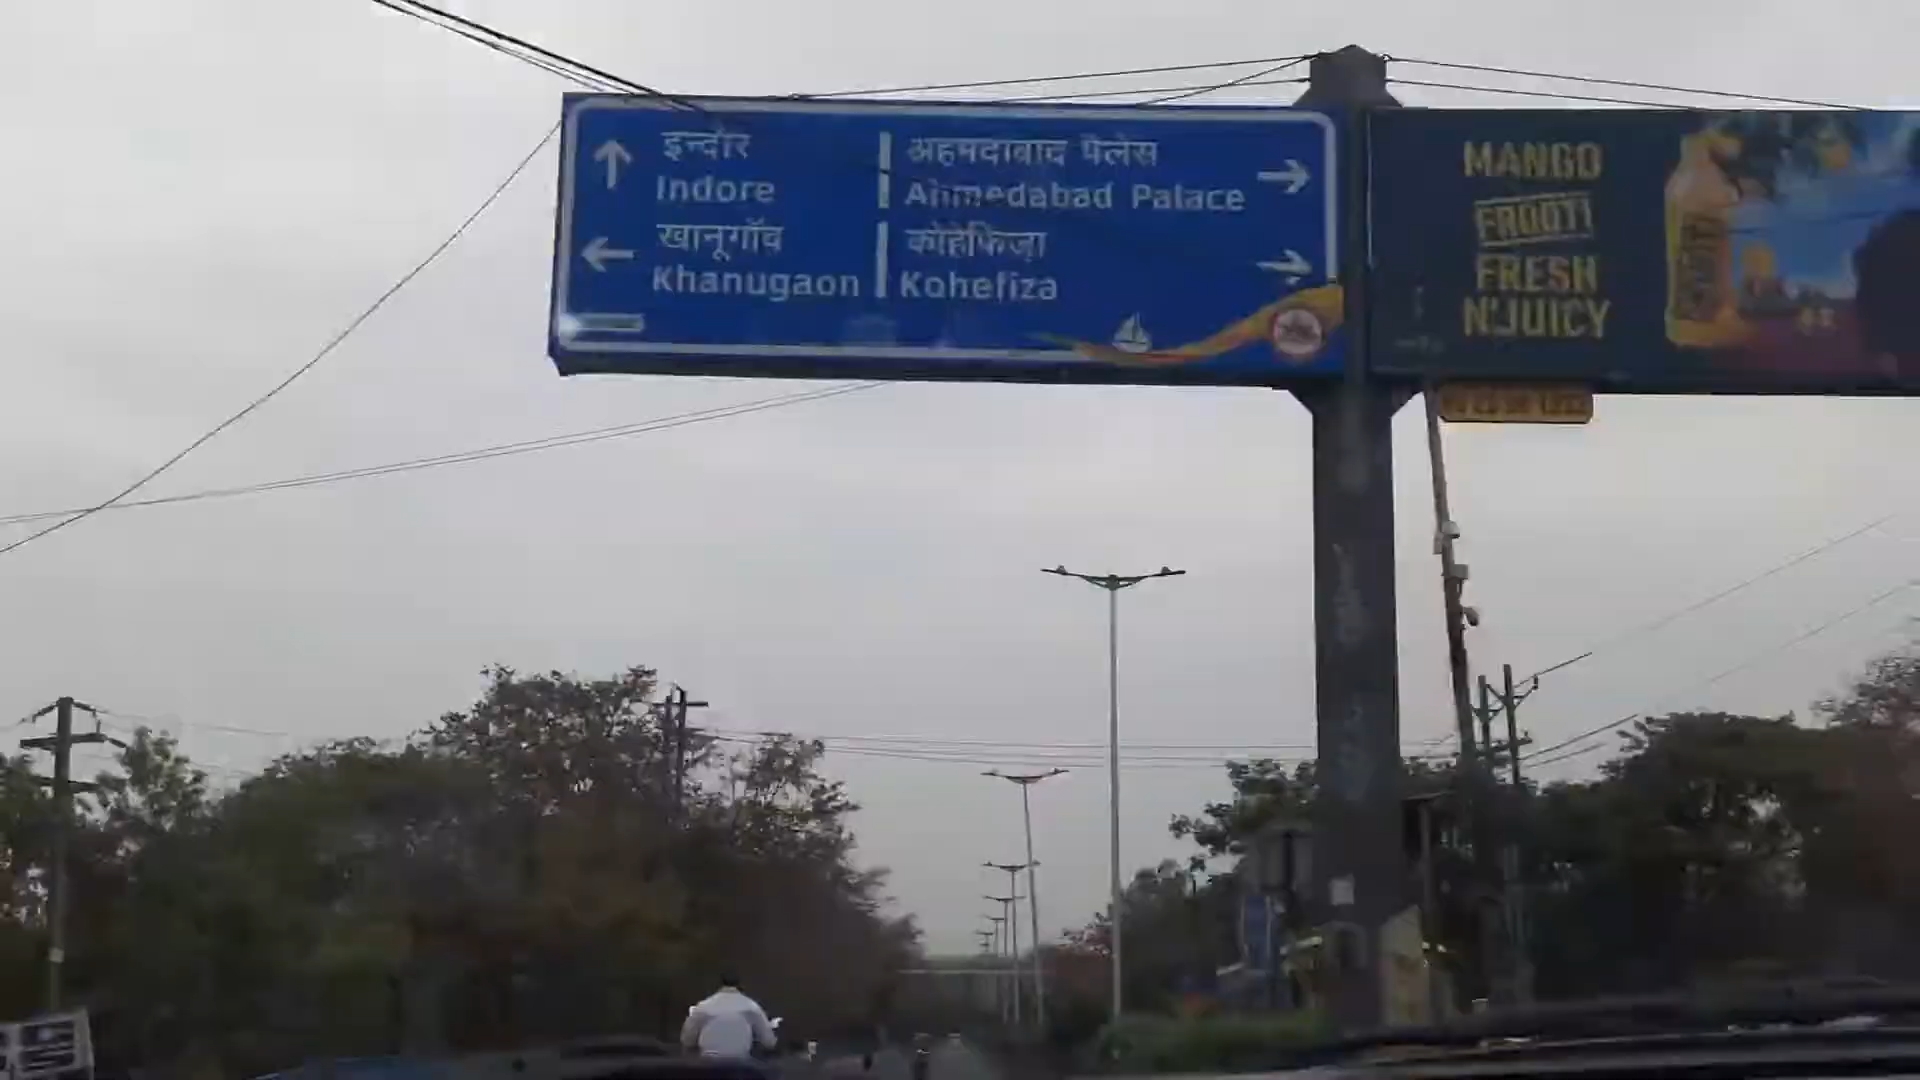 इन्दौर
Indore
खानूगाँव
Khanugaon
अहमदाबाद पैलेस
Ahmedabad Palace
कोहेफिज़ा
Kohefiza
MANGO
FROOTI
FRESH
N'JUICY